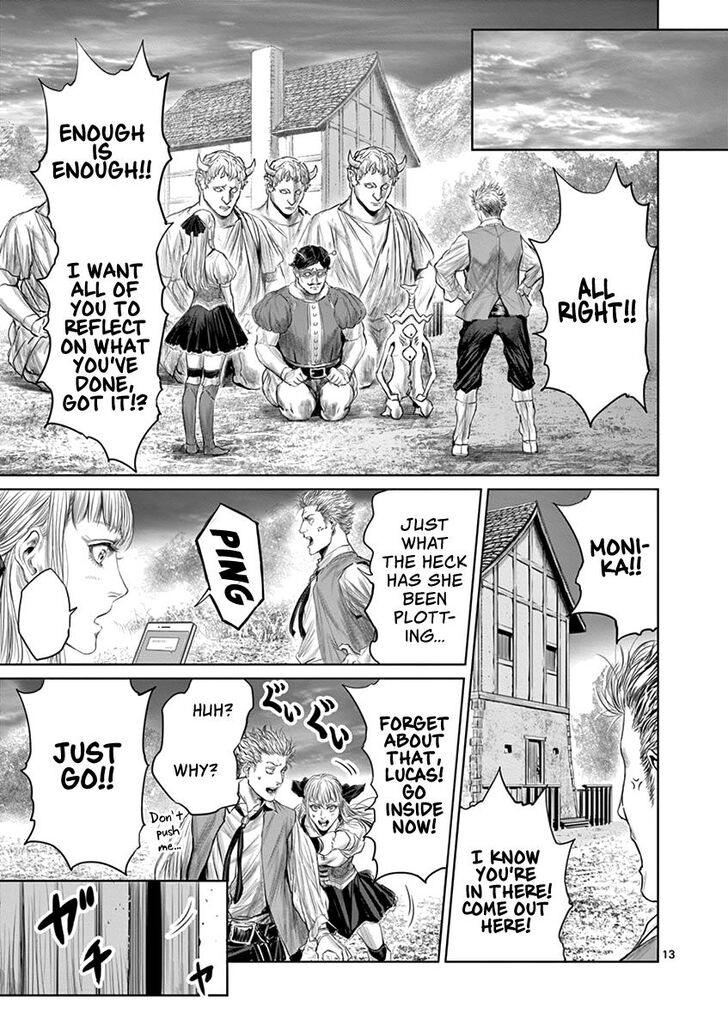 ALL
RIGHT!!
ENOUGH
IS
ENOUGH!!
I WANT
ALL OF
YOU TO
REFLECT
ON WHAT
YOU'VE
DONE,
GOT IT!?
MONI-
KA!!
I KNOW
YOU'RE
IN THERE!
COME OUT
HERE!
JUST
WHAT
THE HECK
HAS SHE
BEEN
PLOTT-
ING...
PING
FORGET
ABOUT
THAT,
LUCAS!
GO
INSIDE
NOW!
ぐいぐい
HUH?
WHY?
Don't
push
me...
JUST
GO!!
ガチャ
13